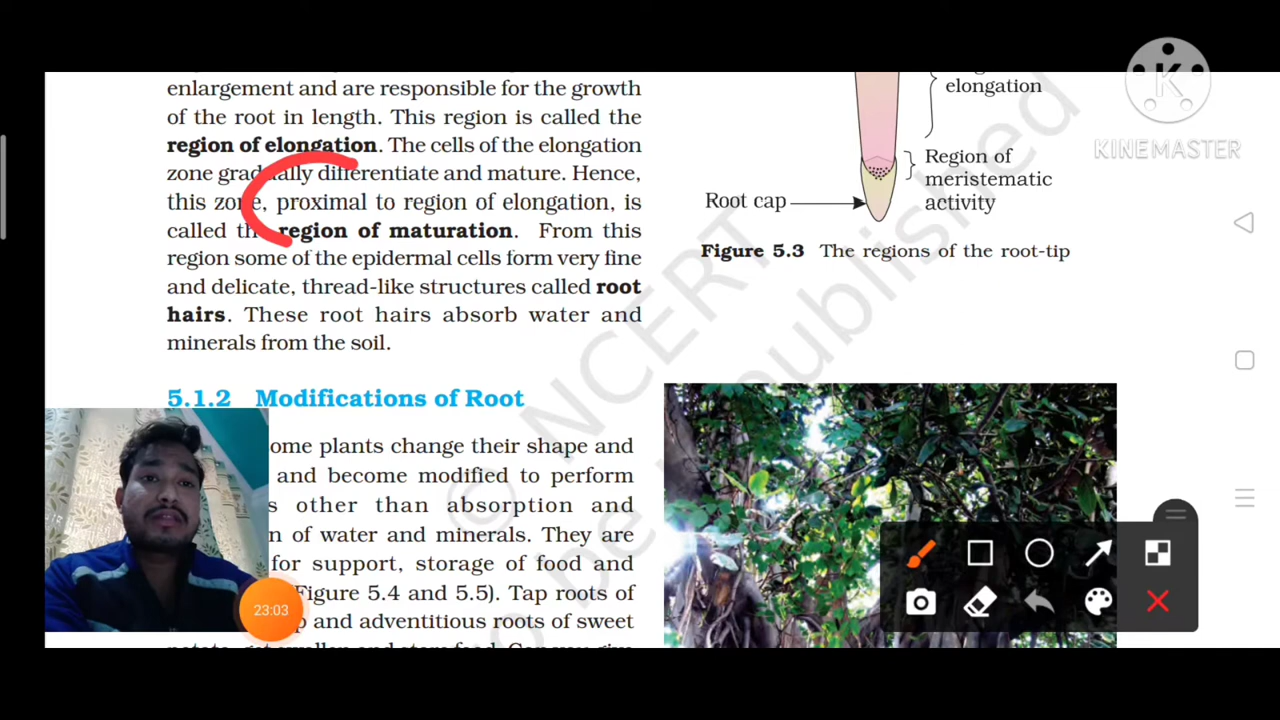 enlargement and are responsible for the growth
of the root in length. This region is called the
region of elongation. The cells of the elongation
zone gradually differentiate and mature. Hence,
this zone, proximal to region of elongation, is
called the region of maturation. From this
region some of the epidermal cells form very fine
and delicate, thread-like structures called root
hairs. These root hairs absorb water and
minerals from the soil.
5.1.2 Modifications of Root
ome plants change their shape and
and become modified to perform
s other than absorption and
n of water and minerals. They are
for support, storage of food and
Figure 5.4 and 5.5). Tap roots of
p and adventitious roots of sweet
elongation
Region of
meristematic
activity
Root cap
Figure 5.3 The regions of the root-tip
© NCERT
be republished
K
KINEMASTER
23:03